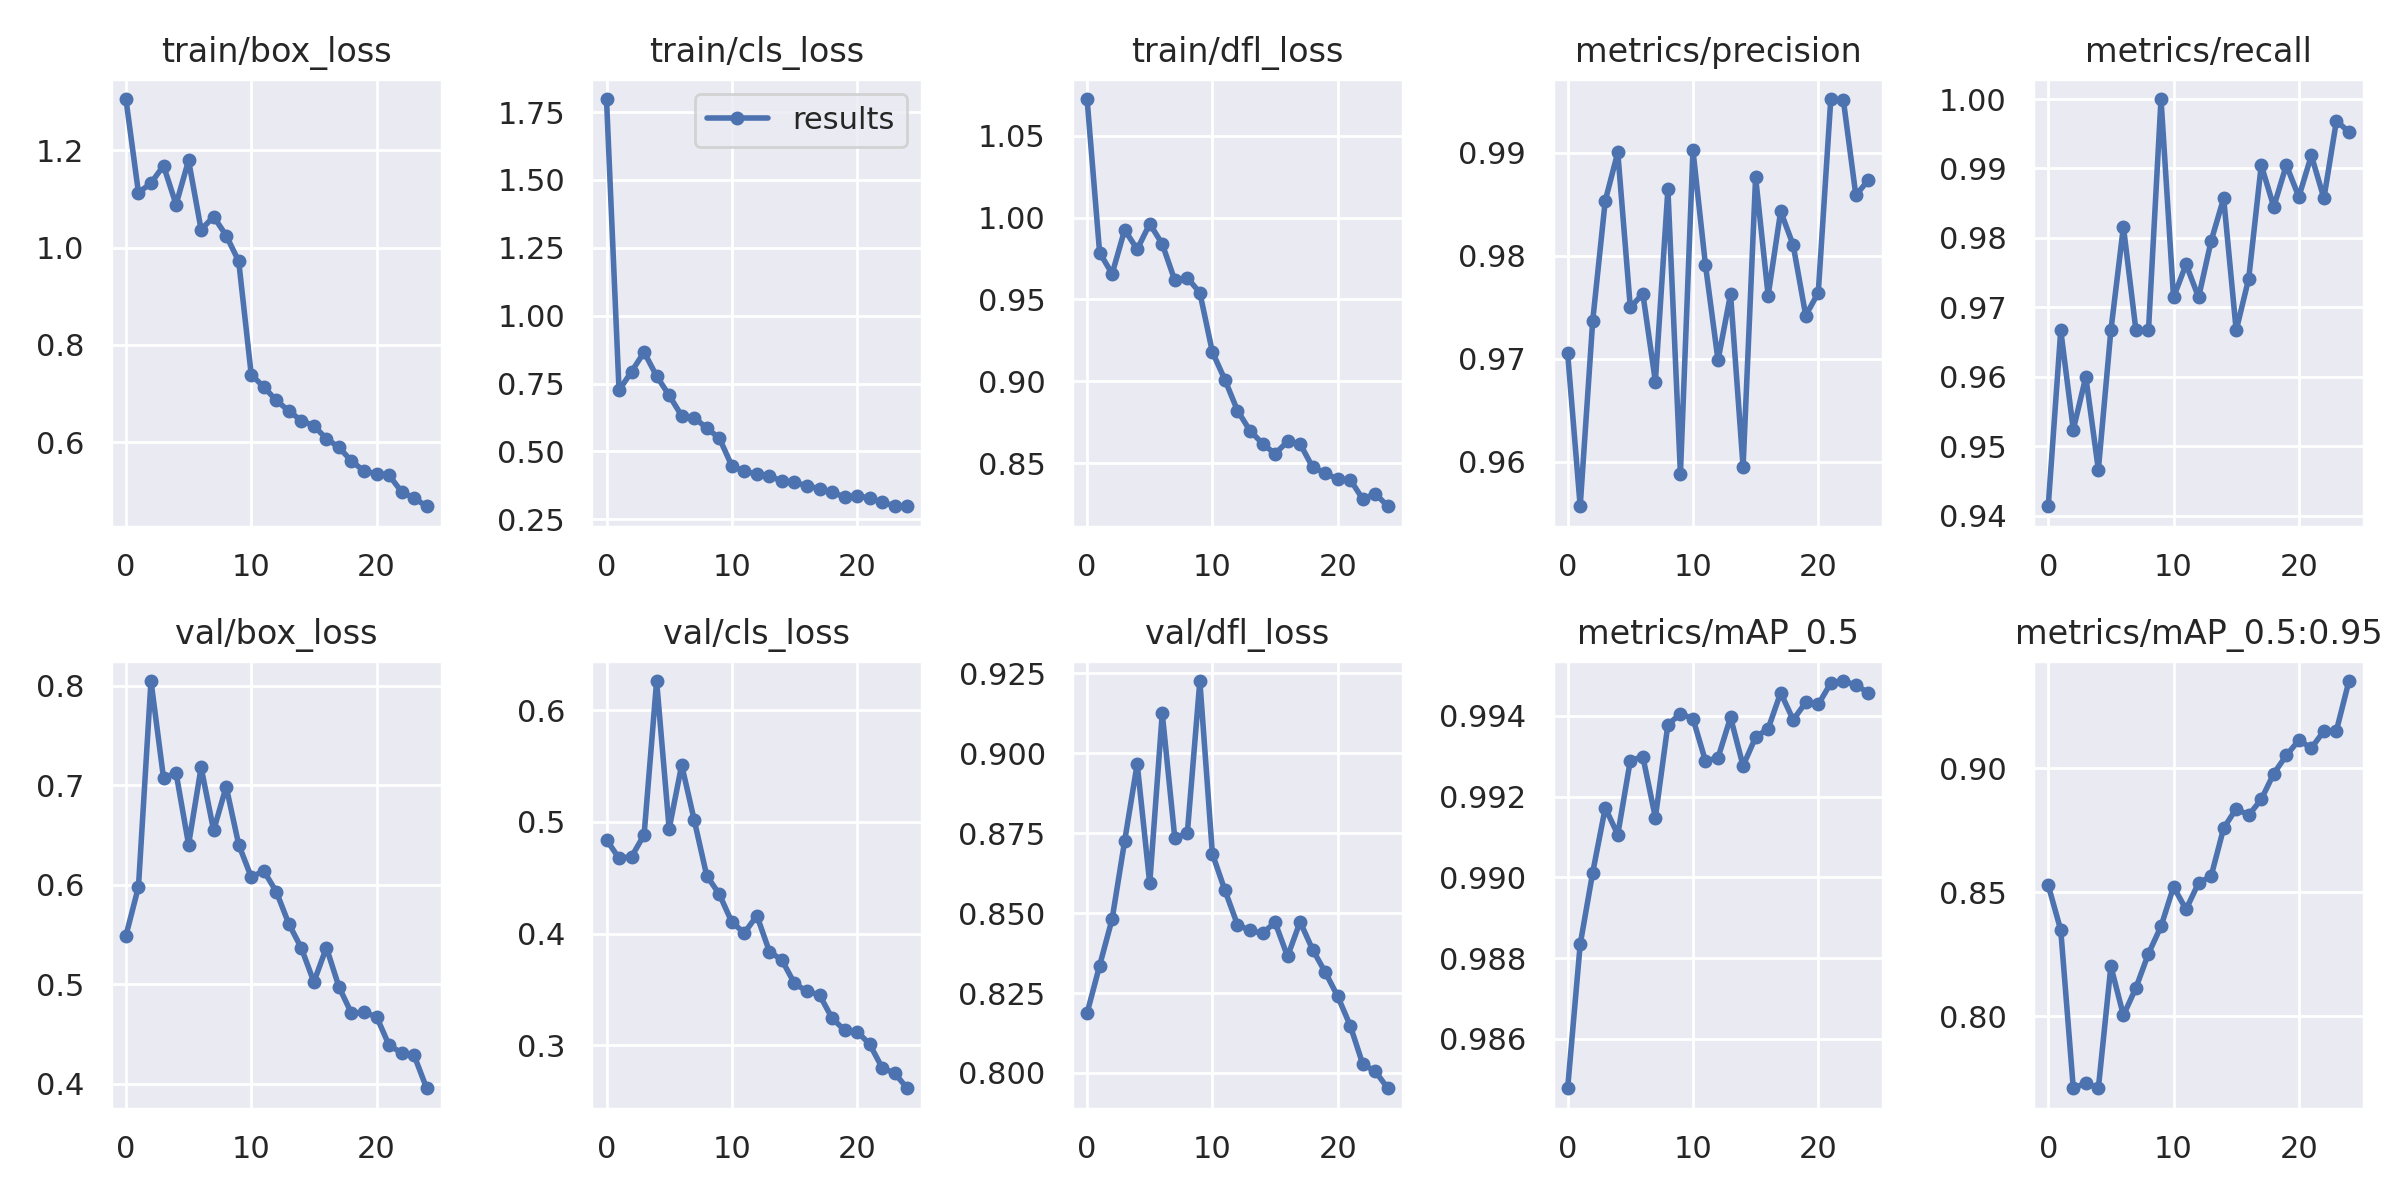 train/box_loss
1.2
1.0
0.8
0.6
0 10 20
train/cls_loss
results
1.75
1.50
1.25
1.00
0.75
0.50
0.25
0 10 20
train/dfl_loss
1.05
1.00
0.95
0.90
0.85
0 10 20
metrics/precision
0.99
0.98
0.97
0.96
0 10 20
metrics/recall
1.00
0.99
0.98
0.97
0.96
0.95
0.94
0 10 20
val/box_loss
0.8
0.7
0.6
0.5
0.4
0 10 20
val/cls_loss
0.6
0.5
0.4
0.3
0 10 20
val/dfl_loss
0.925
0.900
0.875
0.850
0.825
0.800
0 10 20
metrics/mAP_0.5
0.994
0.992
0.990
0.988
0.986
0 10 20
metrics/mAP_0.5:0.95
0.90
0.85
0.80
0 10 20